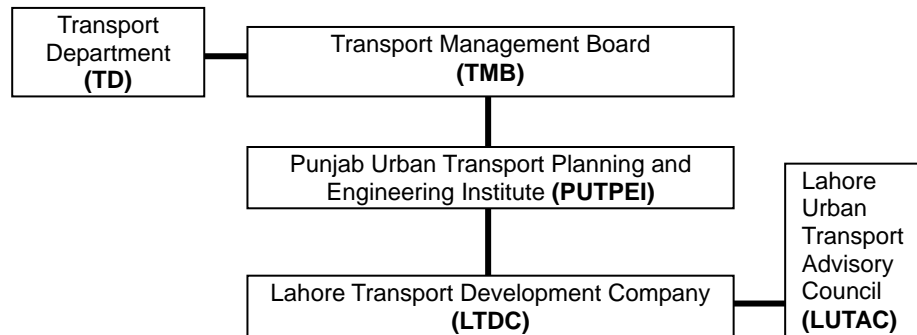 Transport
Department
(TD)
Transport Management Board
(TMB)
Punjab Urban Transport Planning and
Engineering Institute (PUTPEI)
Lahore Transport Development Company
(LTDC)
Lahore
Urban
Transport
Advisory
Council
(LUTAC)